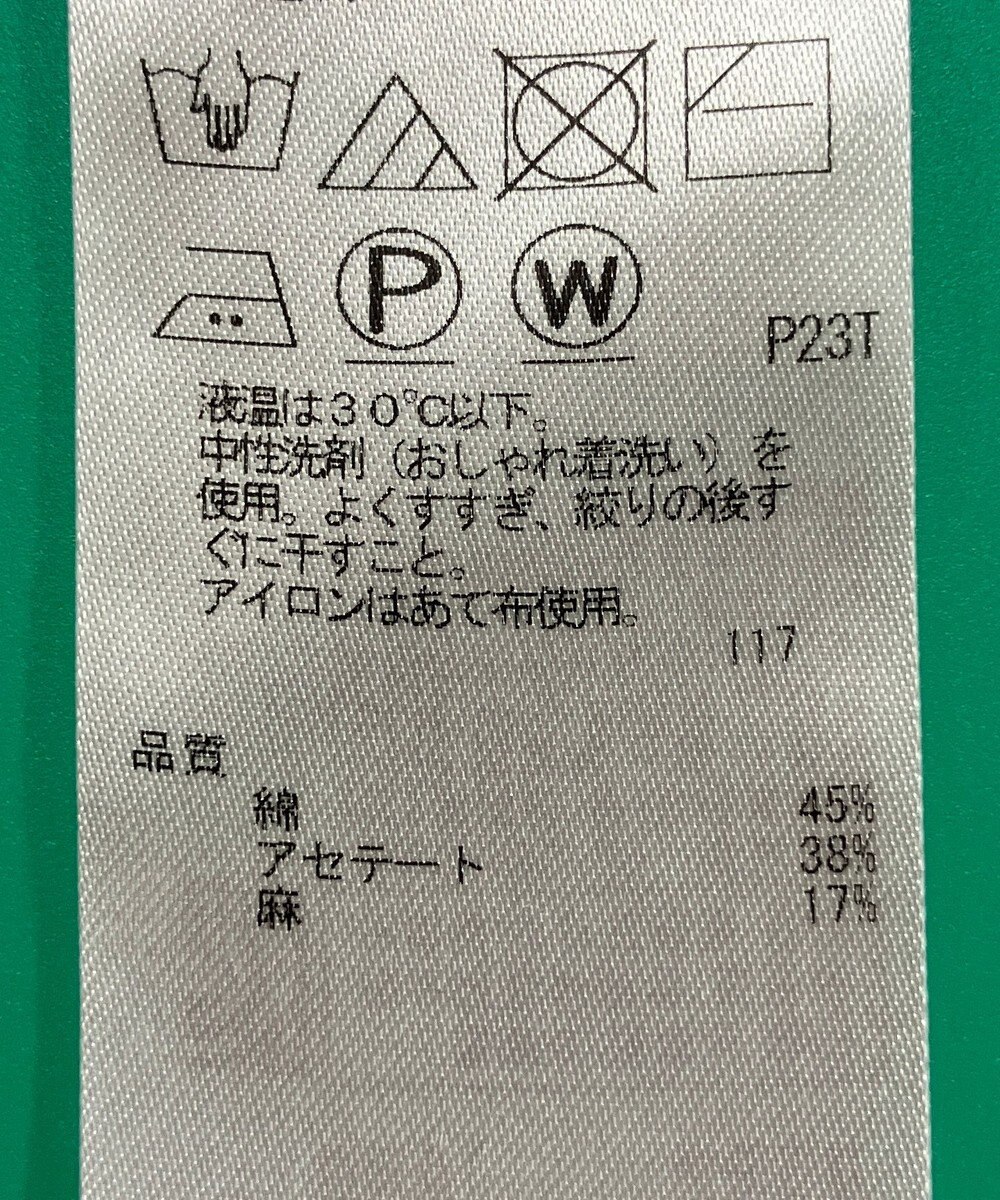 P
W
P23T
液温は３０℃以下。
中性洗剤（おしゃれ着洗い）を
使用。よくすすぎ、絞りの後す
ぐに干すこと。
アイロンはあて布使用。
117
品質
綿 45%
アセテート 38%
麻 17%